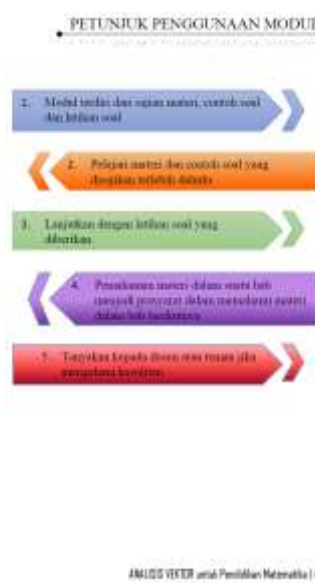 PETUNJUK PENGGUNAAN MODUL
1. Modul terdiri dari sajian materi, contoh soal
dan latihan soal
2. Pelajari materi dan contoh soal yang
disajikan terlebih dahulu
3. Lanjutkan dengan latihan soal yang
diberikan
4. Pemahaman materi dalam suatu bab
menjadi prasyarat dalam memahami materi
dalam bab berikutnya
5. Tanyakan kepada dosen atau teman jika
mengalami kesulitan
ANALISIS VEKTOR untuk Pendidikan Matematika |